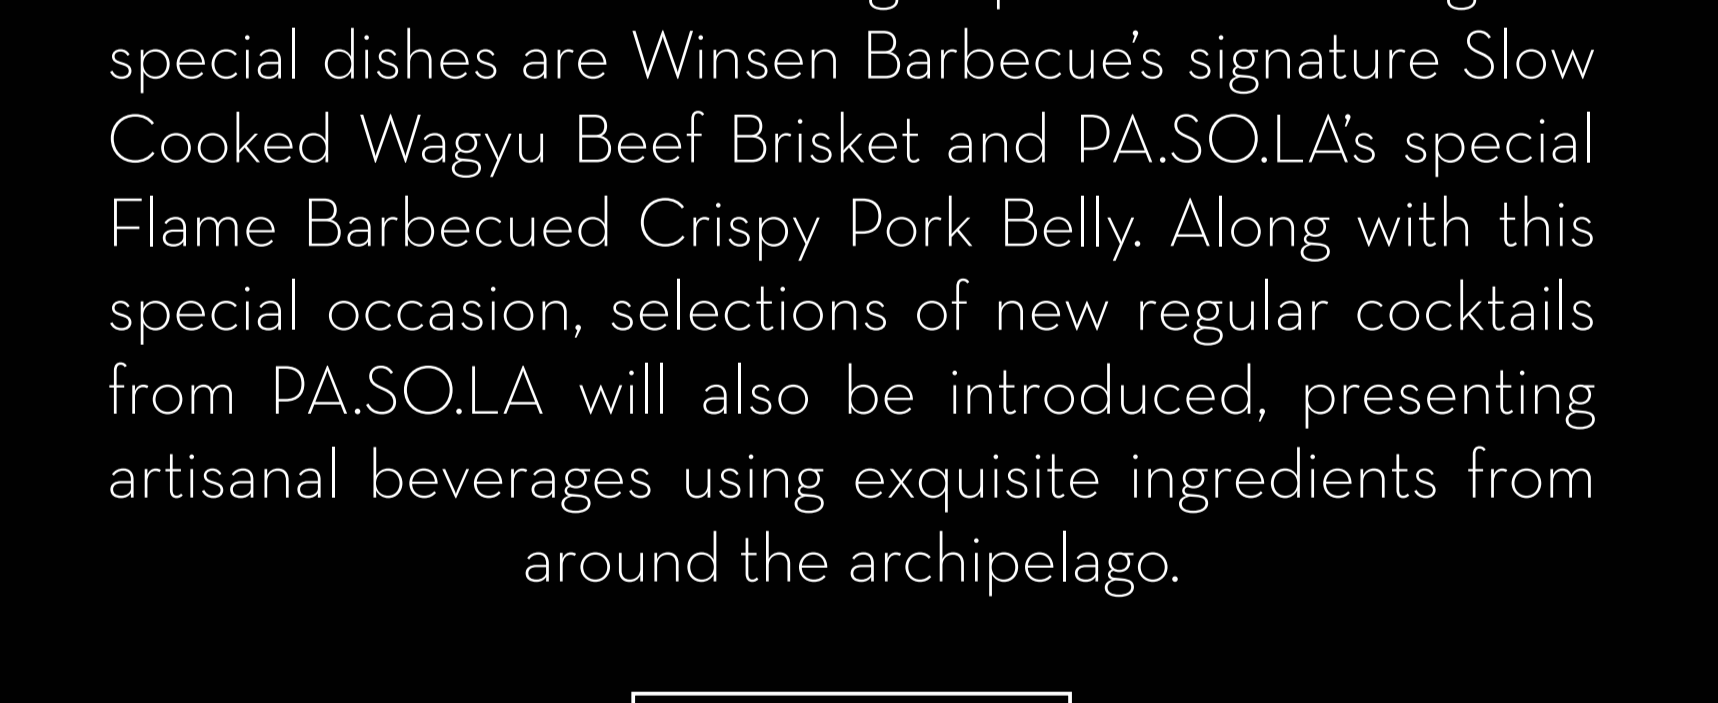 special dishes are Winsen Barbecue’s signature Slow
Cooked Wagyu Beef Brisket and PA.SO.LA’s special
Flame Barbecued Crispy Pork Belly. Along with this
special occasion, selections of new regular cocktails
from PA.SO.LA will also be introduced, presenting
artisanal beverages using exquisite ingredients from
around the archipelago.